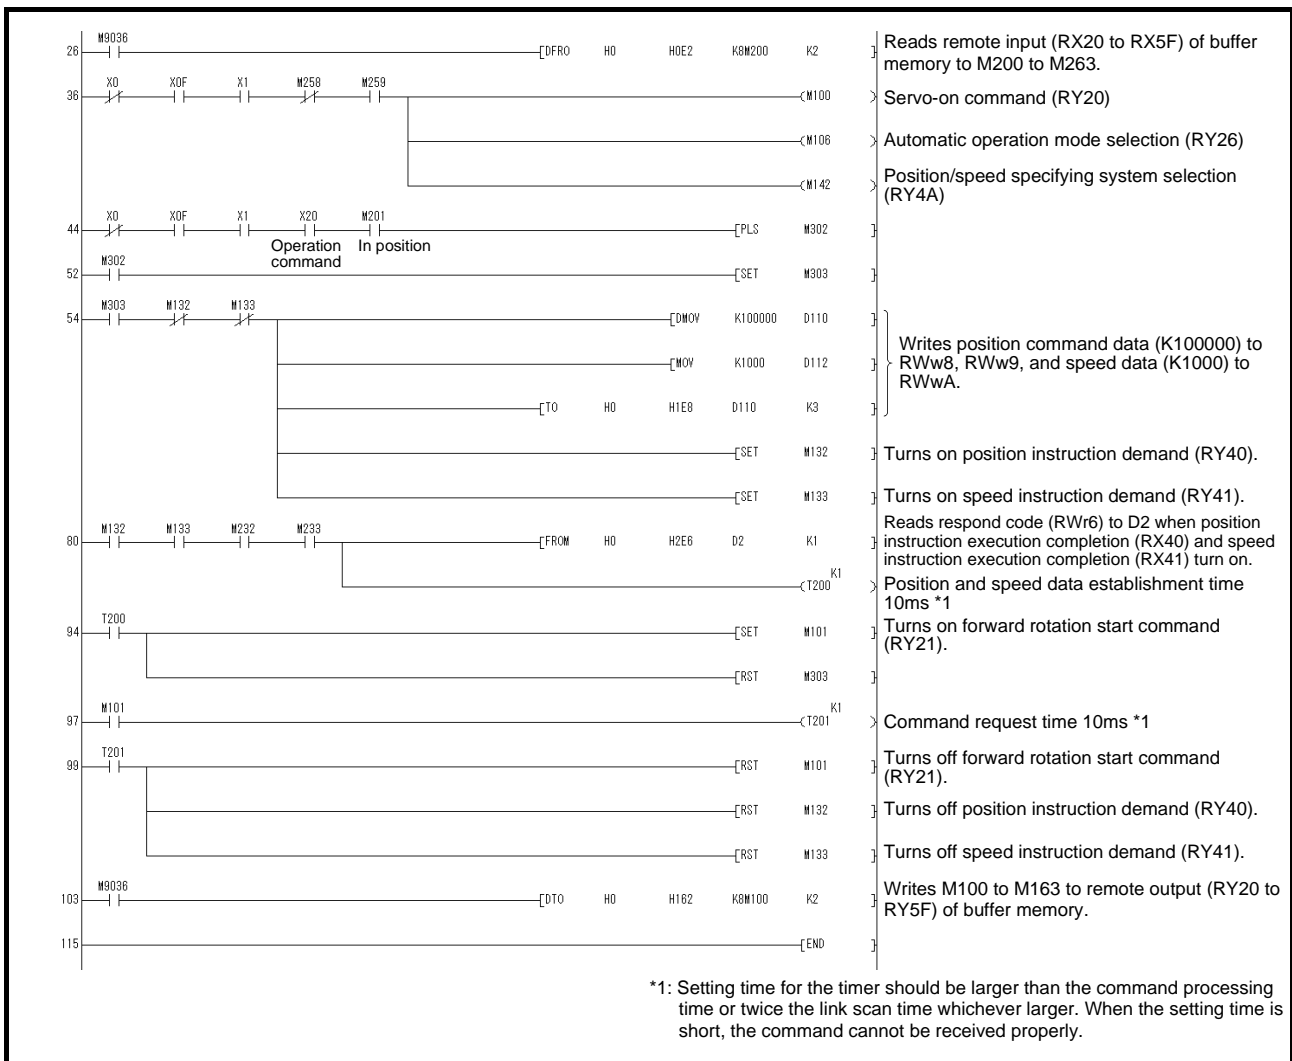 M9036
26 DFRO H0 H0E2 K8M200 K2
Reads remote input (RX20 to RX5F) of buffer
memory to M200 to M263.
X0 X0F X1 M258 M259
36 M100
Servo-on command (RY20)
M106
Automatic operation mode selection (RY26)
M142
Position/speed specifying system selection
(RY4A)
X0 X0F X1 X20 M201
44 PLS M302
Operation In position
command
M302
52 SET M303
M303 M132 M133
54 DMOV K100000 D110
Writes position command data (K100000) to
RWw8, RWw9, and speed data (K1000) to
RWwA.
MOV K1000 D112
TO H0 H1E8 D110 K3
SET M132
Turns on position instruction demand (RY40).
SET M133
Turns on speed instruction demand (RY41).
M132 M133 M232 M233
80 FROM H0 H2E6 D2 K1
Reads respond code (RWr6) to D2 when position
instruction execution completion (RX40) and speed
instruction execution completion (RX41) turn on.
K1
T200
Position and speed data establishment time
10ms *1
T200
94 SET M101
Turns on forward rotation start command
(RY21).
RST M303
M101 K1
97 T201
Command request time 10ms *1
T201
99 RST M101
Turns off forward rotation start command
(RY21).
RST M132
Turns off position instruction demand (RY40).
RST M133
Turns off speed instruction demand (RY41).
M9036
103 DTO H0 H162 K8M100 K2
Writes M100 to M163 to remote output (RY20 to
RY5F) of buffer memory.
115 END
*1: Setting time for the timer should be larger than the command processing
time or twice the link scan time whichever larger. When the setting time is
short, the command cannot be received properly.